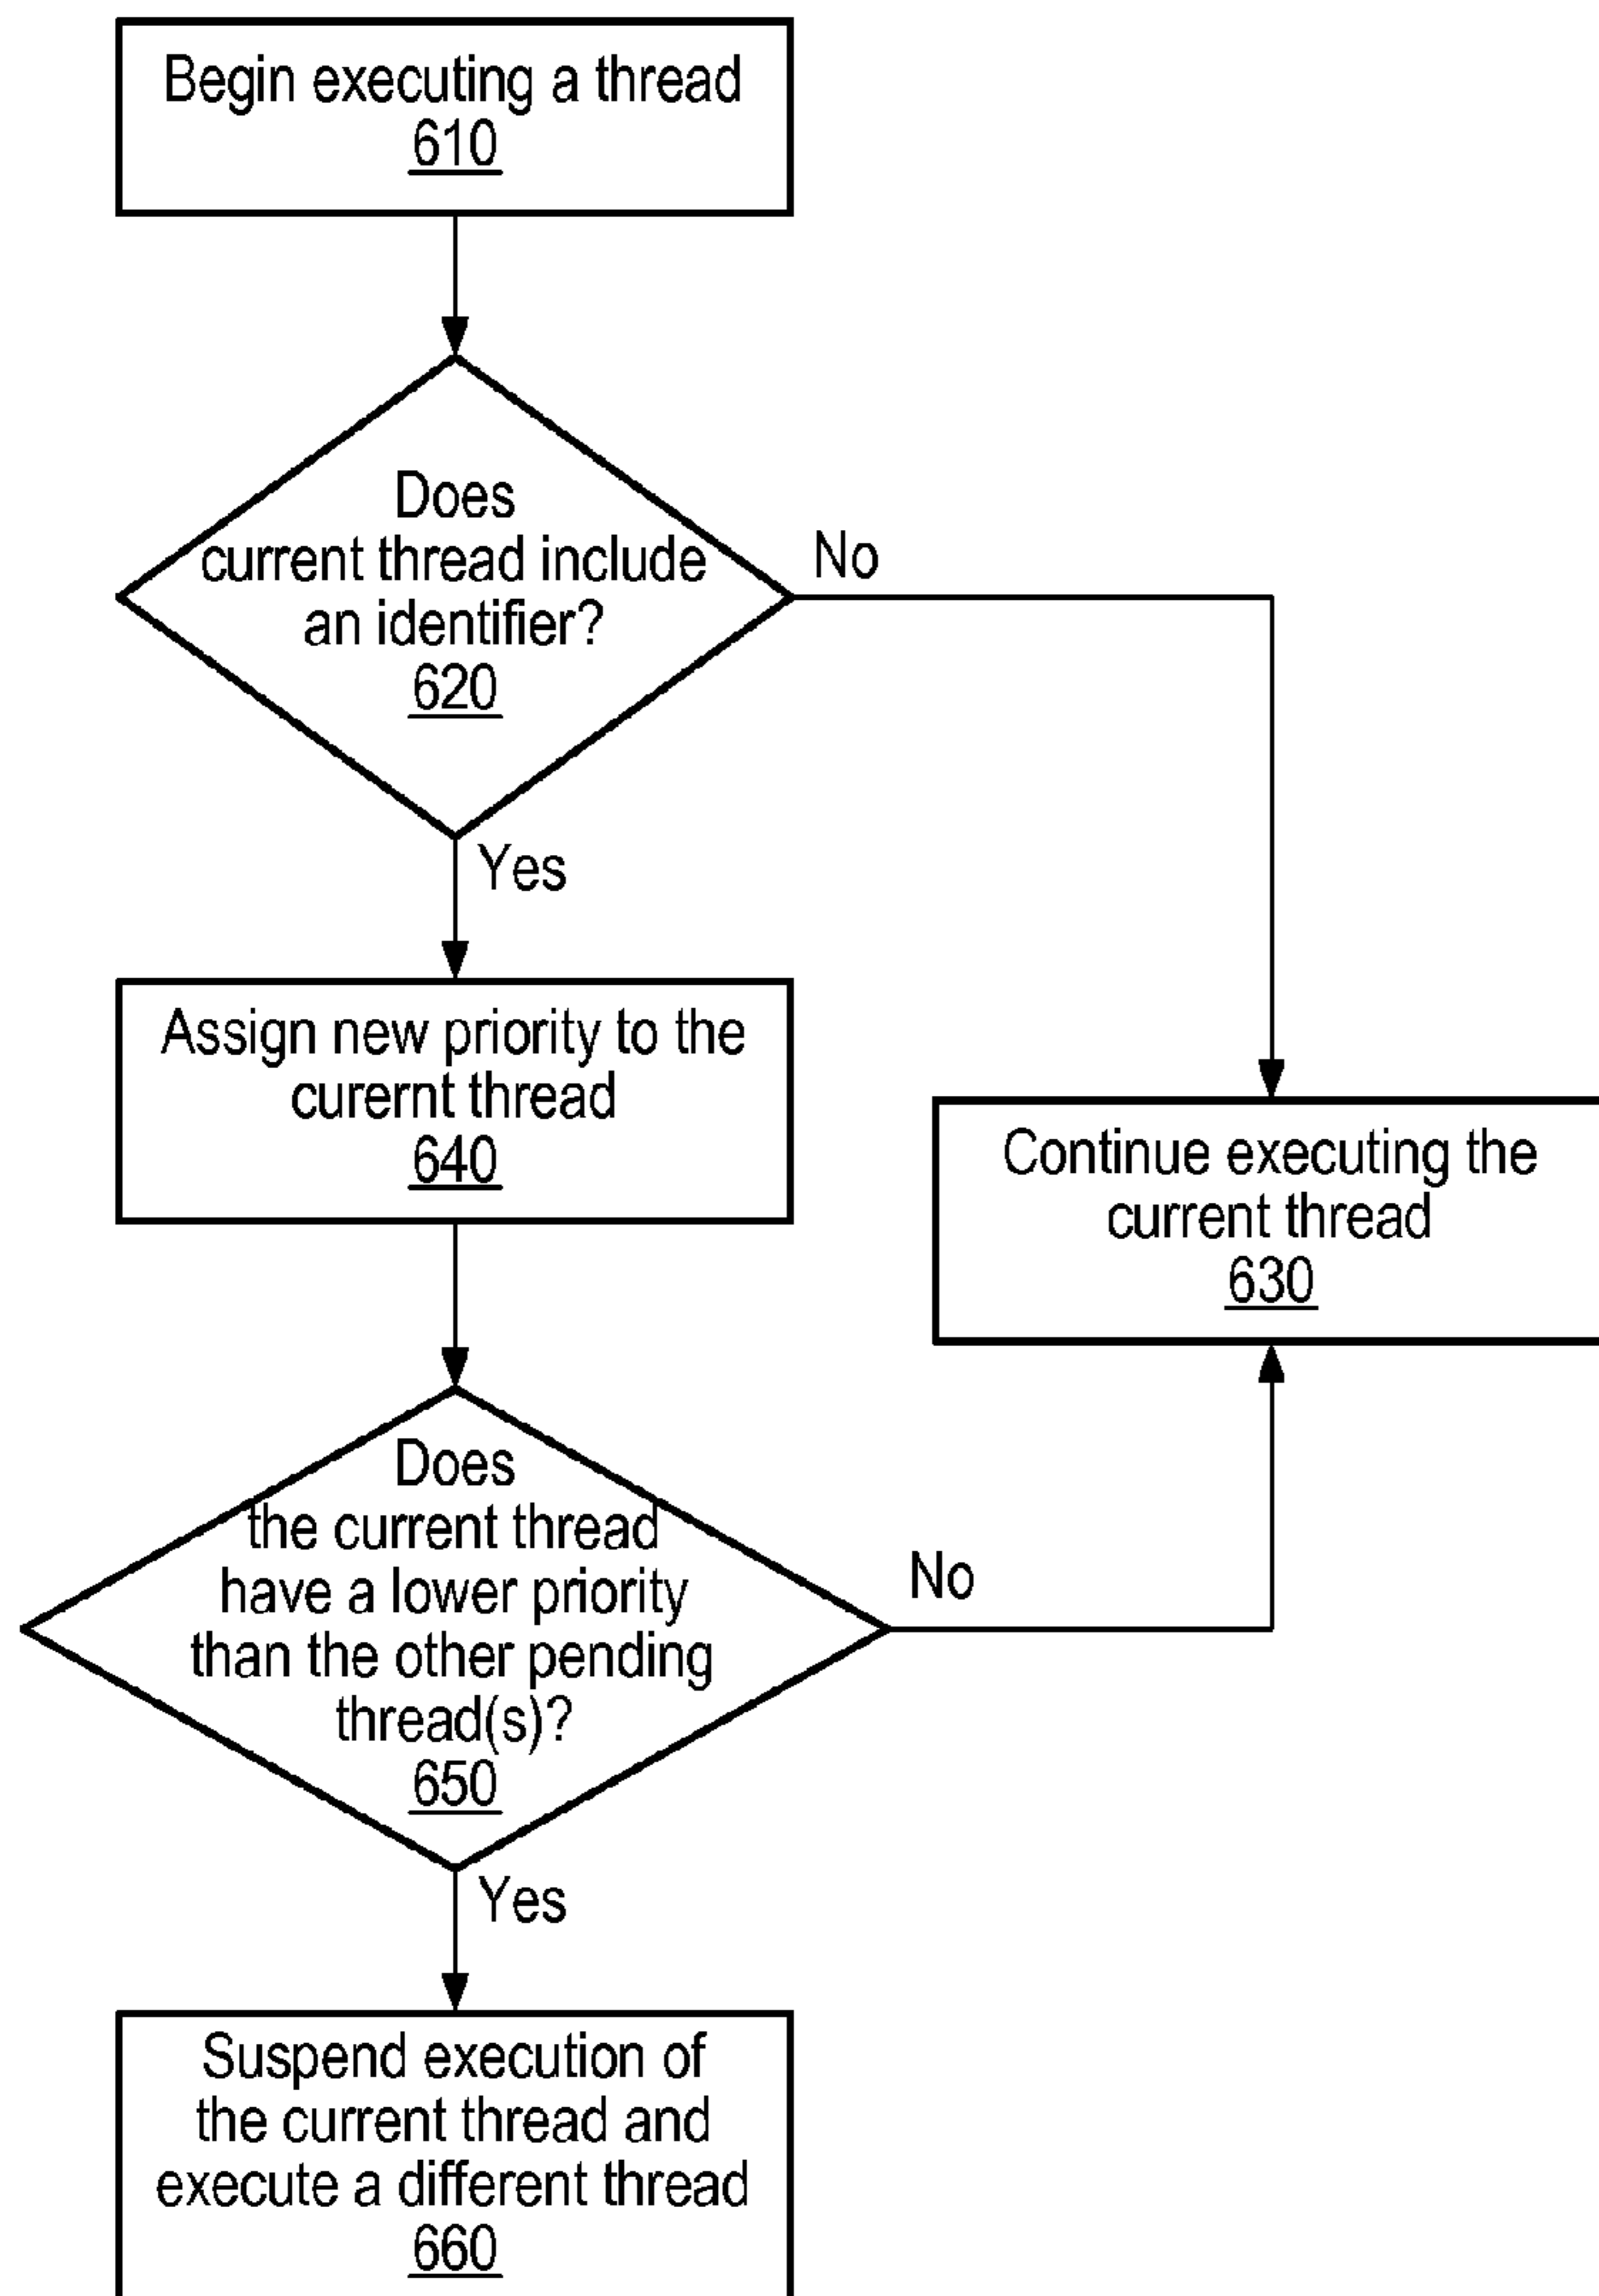 Begin executing a thread
610
Does
current thread include
an identifier?
620
No
Yes
Assign new priority to the
curernt thread
640
Continue executing the
current thread
630
Does
the current thread
have a lower priority
than the other pending
thread(s)?
650
No
Yes
Suspend execution of
the current thread and
execute a different thread
660